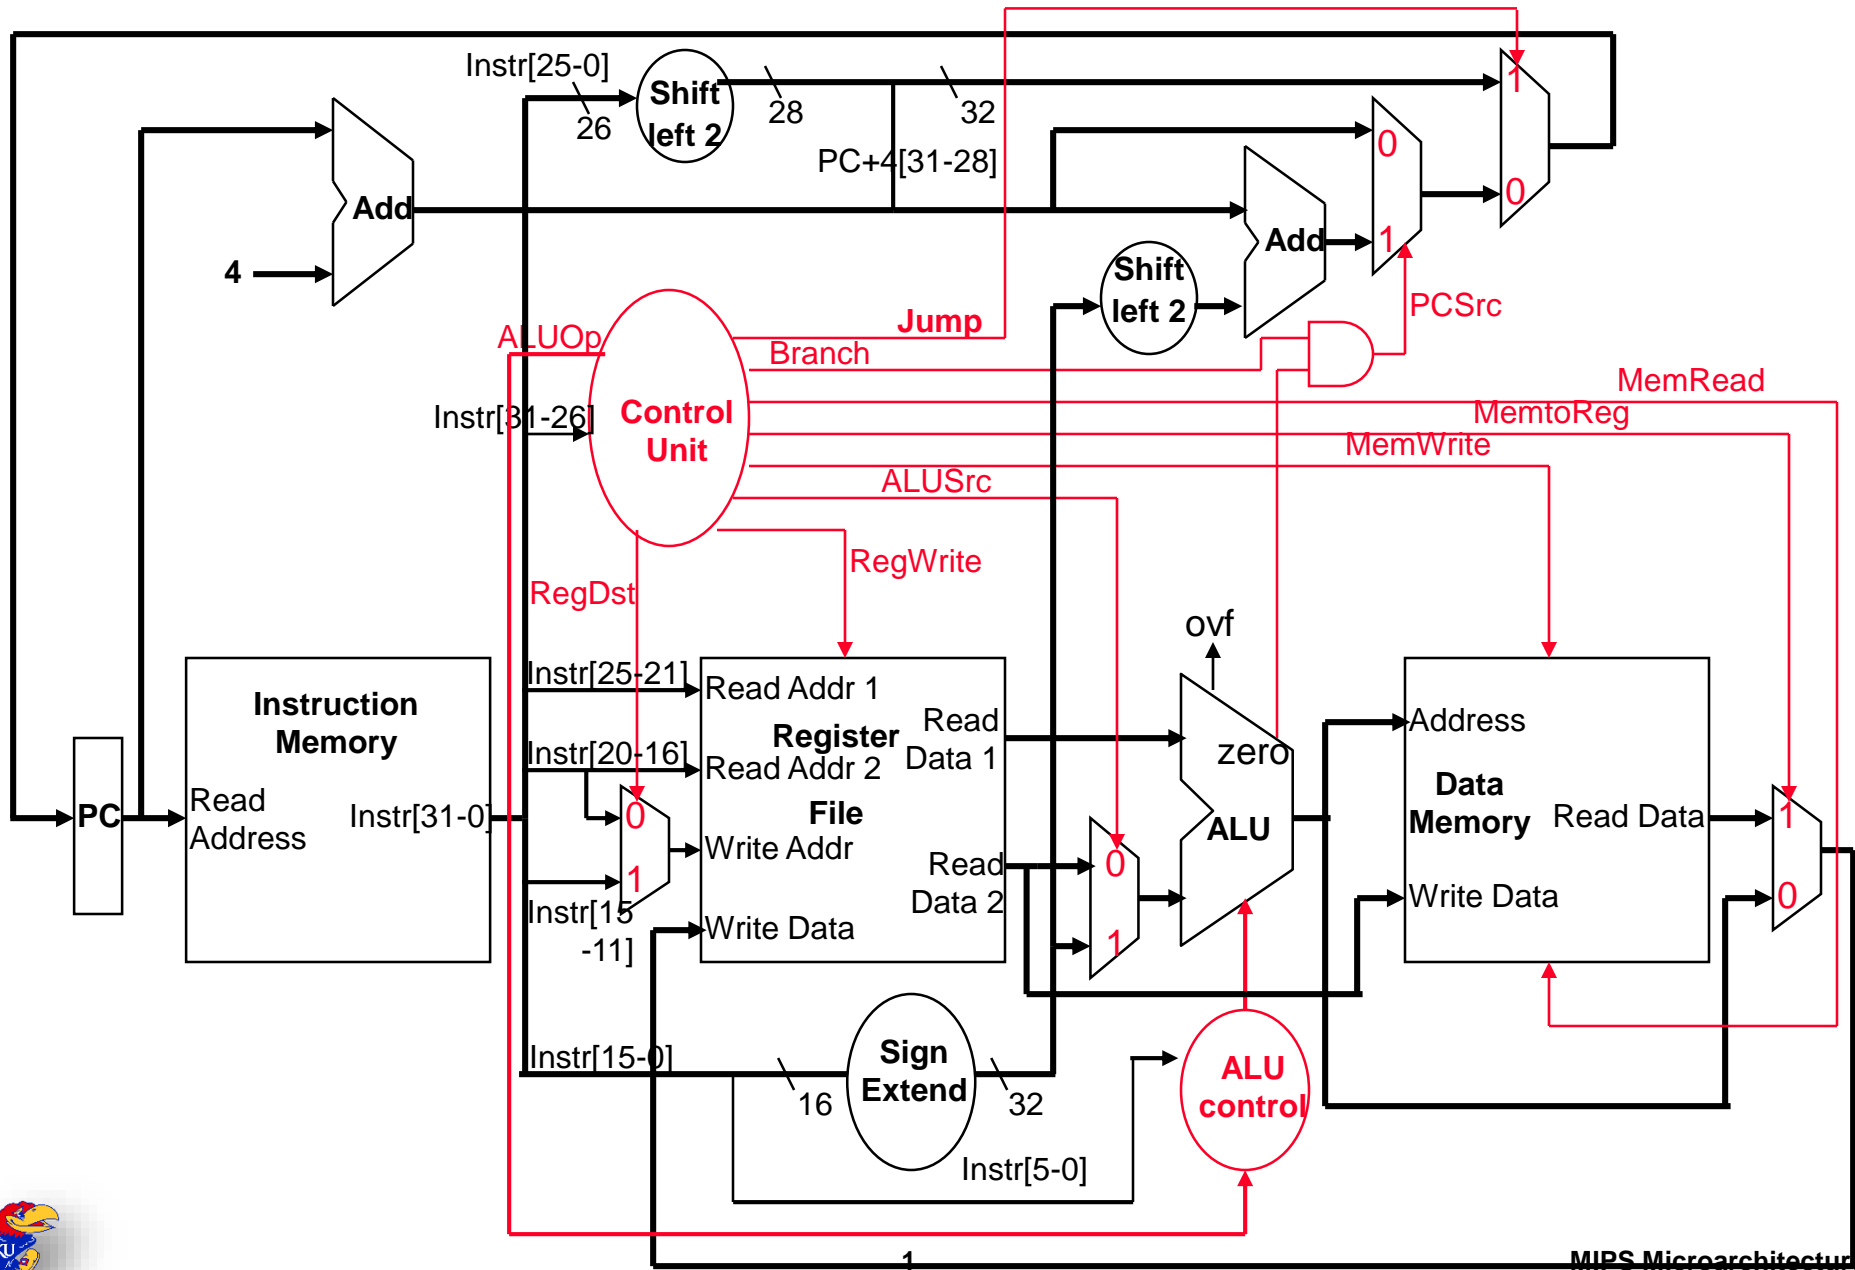 Instr[25-0]
26
Shift
left 2
28
32
PC+4[31-28]
1
0
0
1
Add
4
Add
Shift
left 2
PCSrc
ALUOp
Jump
Branch
MemRead
MemtoReg
MemWrite
Instr[31-26]
Control
Unit
ALUSrc
RegWrite
RegDst
ovf
Instr[25-21]
Read Addr 1
Instruction
Memory
Read
Data 1
Register
Instr[20-16]
Read Addr 2
zero
Address
Data
Memory
PC
Read
Address
Instr[31-0]
0
1
File
Write Addr
ALU
Read Data
1
0
Read
Data 2
0
1
Write Data
Instr[15
-11]
Write Data
Instr[15-0]
16
Sign
Extend
32
ALU
control
Instr[5-0]
KU
1
MIPS Microarchitectur